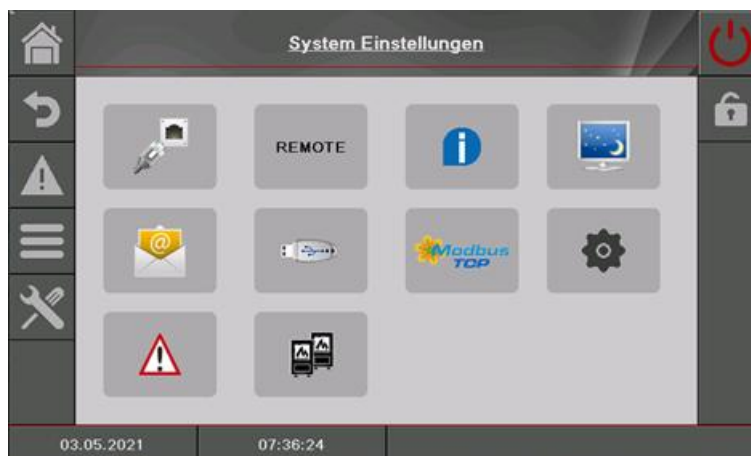 System Einstellungen
REMOTE
i
@
Modbus
TCP
03.05.2021
07:36:24